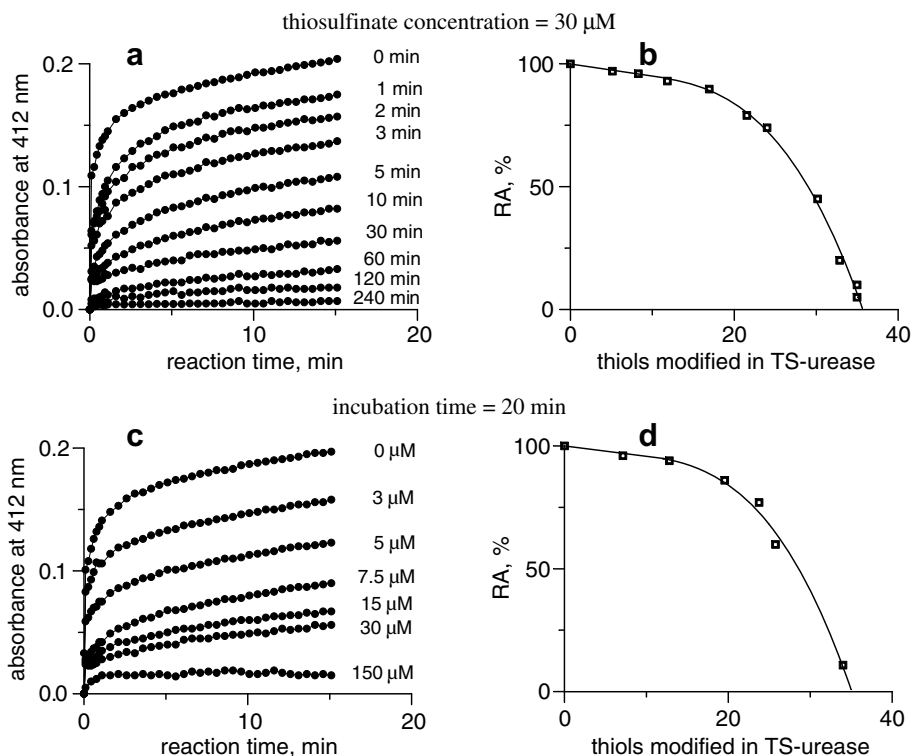 thiosulfinate concentration = 30 µM
a
absorbance at 412 nm
0.2
0.1
0.0
0 min
1 min
2 min
3 min
5 min
10 min
30 min
60 min
120 min
240 min
0
10
20
reaction time, min
b
RA, %
100
50
0
0
20
40
thiols modified in TS-urease
incubation time = 20 min
c
absorbance at 412 nm
0.2
0.1
0.0
0 µM
3 µM
5 µM
7.5 µM
15 µM
30 µM
150 µM
0
10
20
reaction time, min
d
RA, %
100
50
0
0
20
40
thiols modified in TS-urease